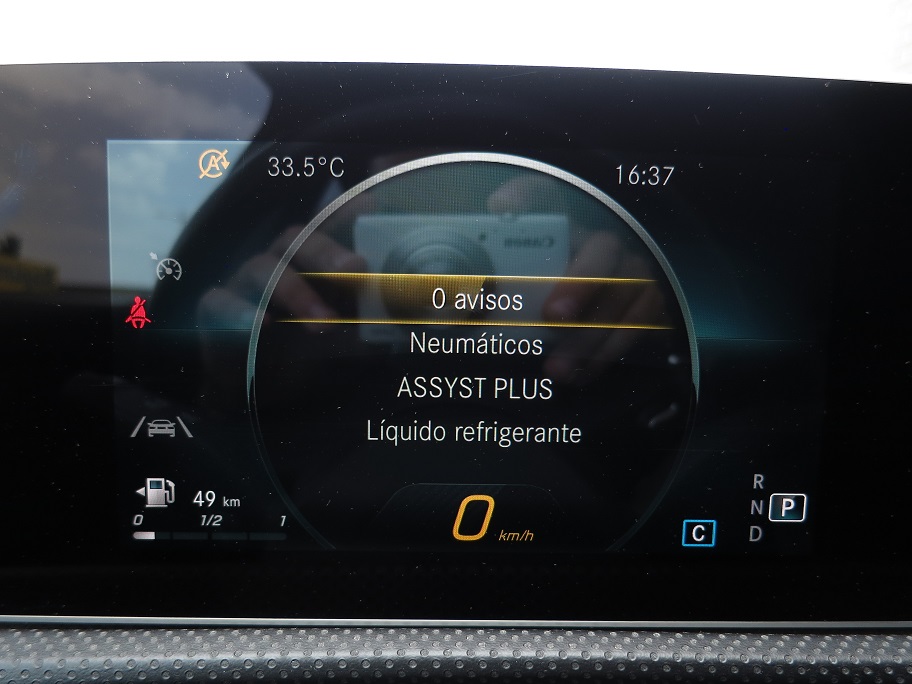 A 33.5°C 16:37
0 avisos
Neumáticos
ASSYST PLUS
Líquido refrigerante
49 km
0 1/2 1
0 km/h
C
R
N P
D
Canon